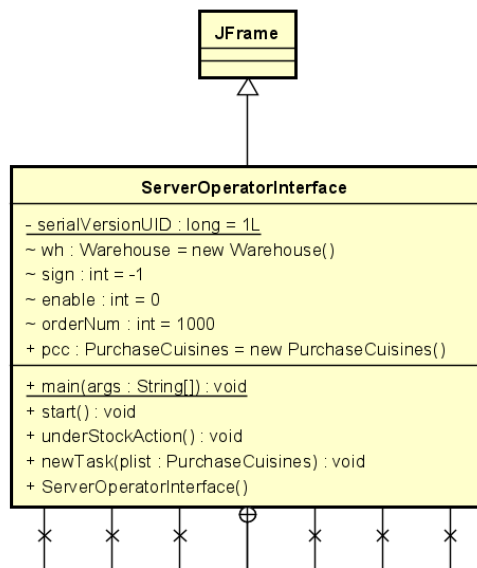 JFrame
ServerOperatorInterface
- serialVersionUID : long = 1L
~ wh : Warehouse = new Warehouse()
~ sign : int = -1
~ enable : int = 0
~ orderNum : int = 1000
+ pcc : PurchaseCuisines = new PurchaseCuisines()
+ main(args : String[]) : void
+ start() : void
+ underStockAction() : void
+ newTask(plist : PurchaseCuisines) : void
+ ServerOperatorInterface()